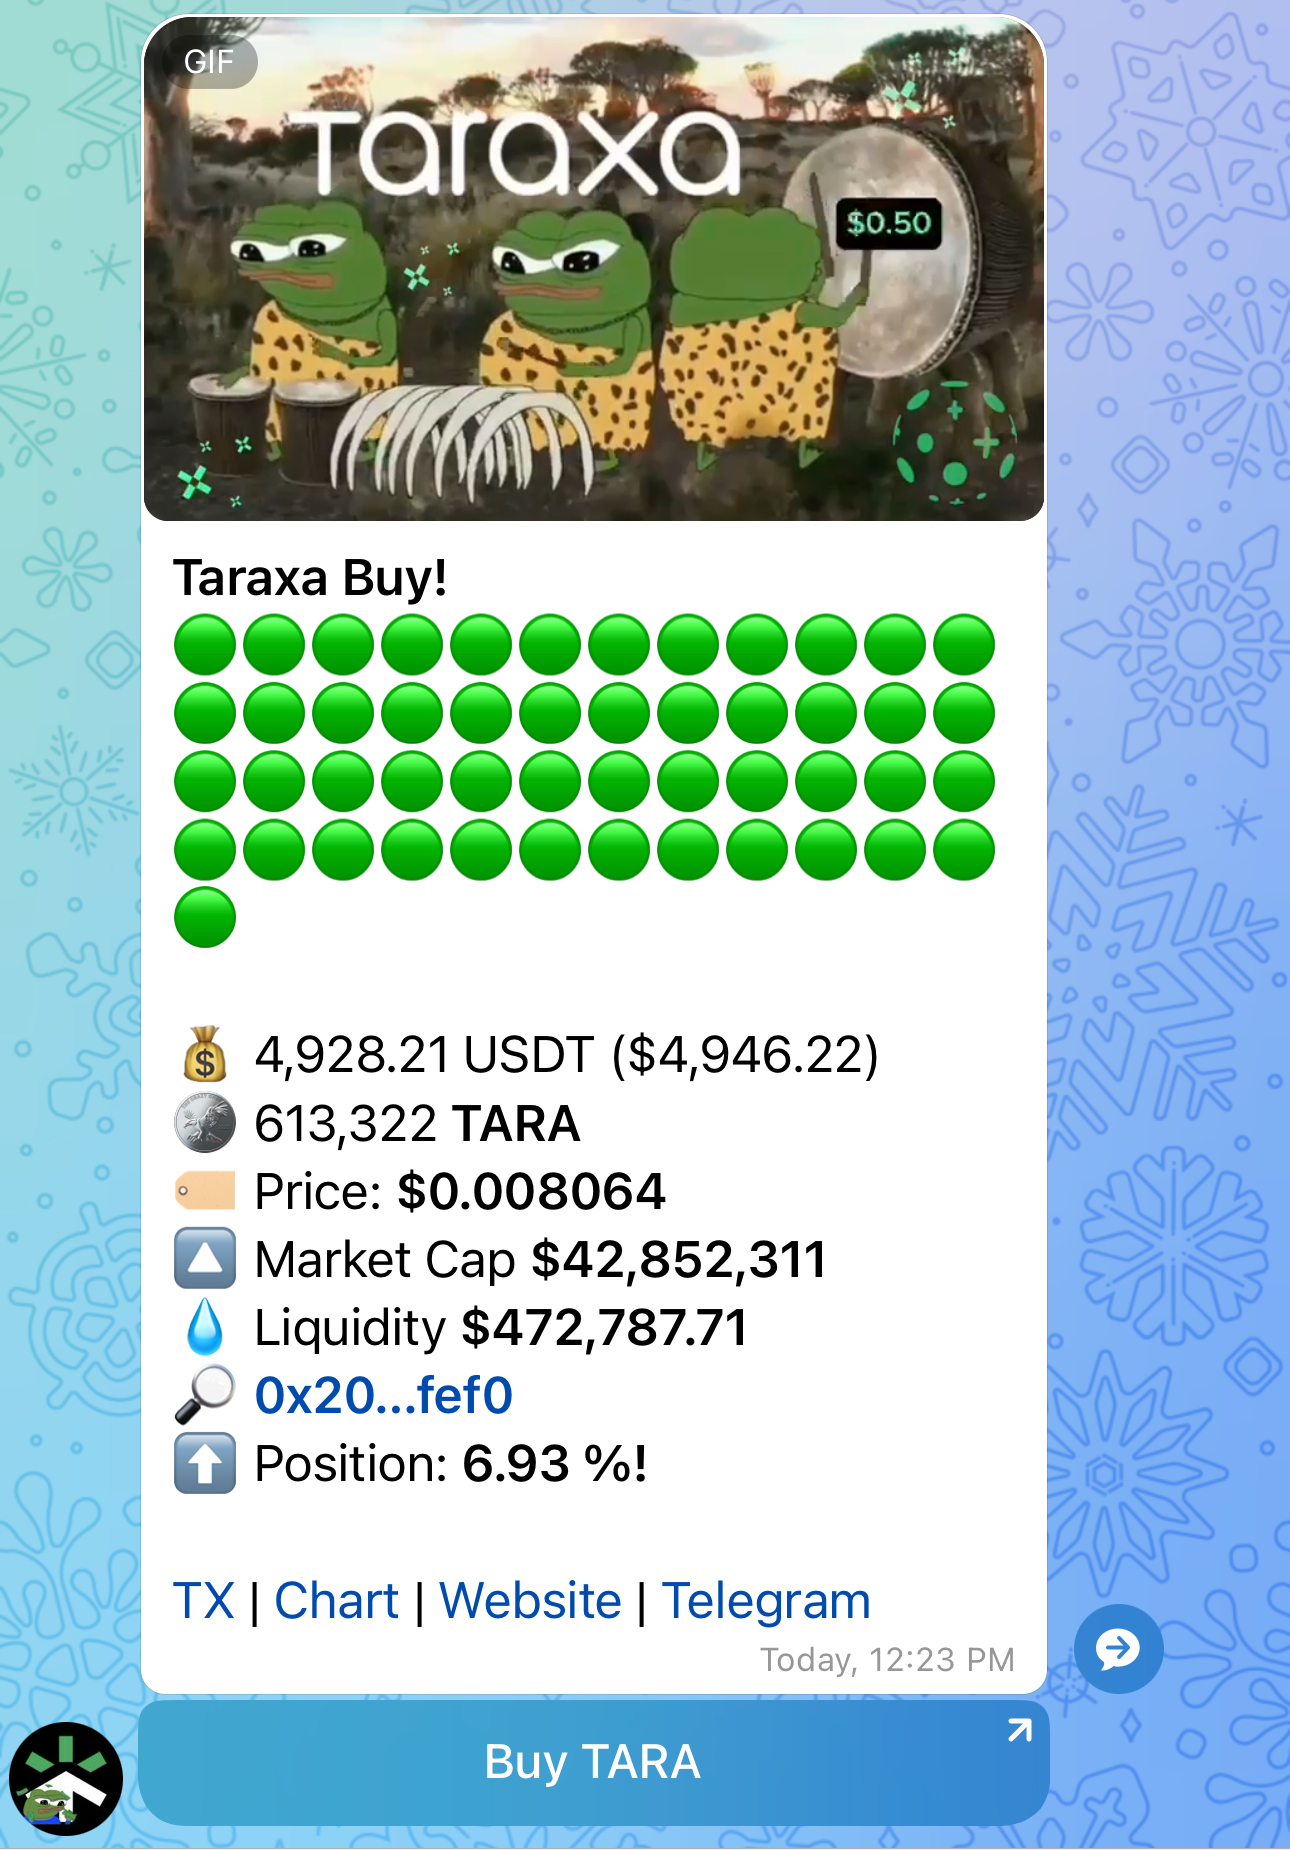 GIF
Taraxa
$0.50
Taraxa Buy!
4,928.21 USDT ($4,946.22)
613,322 TARA
Price: $0.008064
Market Cap $42,852,311
Liquidity $472,787.71
0x20...fef0
Position: 6.93 %!
TX | Chart | Website | Telegram
Today, 12:23 PM
Buy TARA